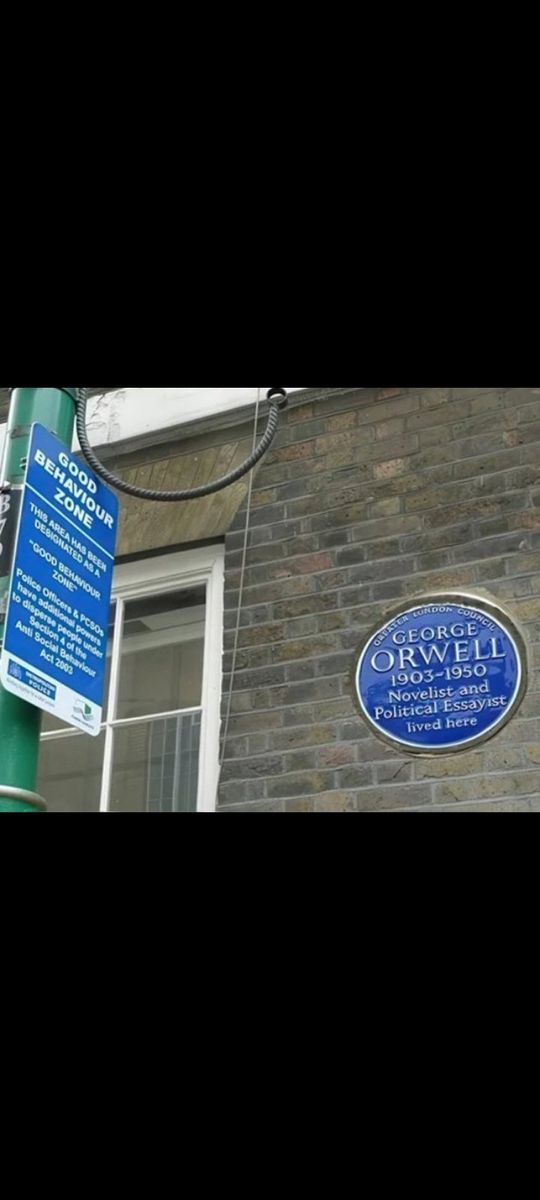 GOOD
BEHAVIOUR
ZONE
THIS AREA HAS BEEN
DESIGNATED AS A
"GOOD BEHAVIOUR
ZONE"
Police Officers & PCSOs
have additional powers
to disperse people under
Section 4 of the
Anti Social Behaviour
Act 2003
METROPOLITAN
POLICE
GREATER LONDON COUNCIL
GEORGE
ORWELL
1903-1950
Novelist and
Political Essayist
lived here